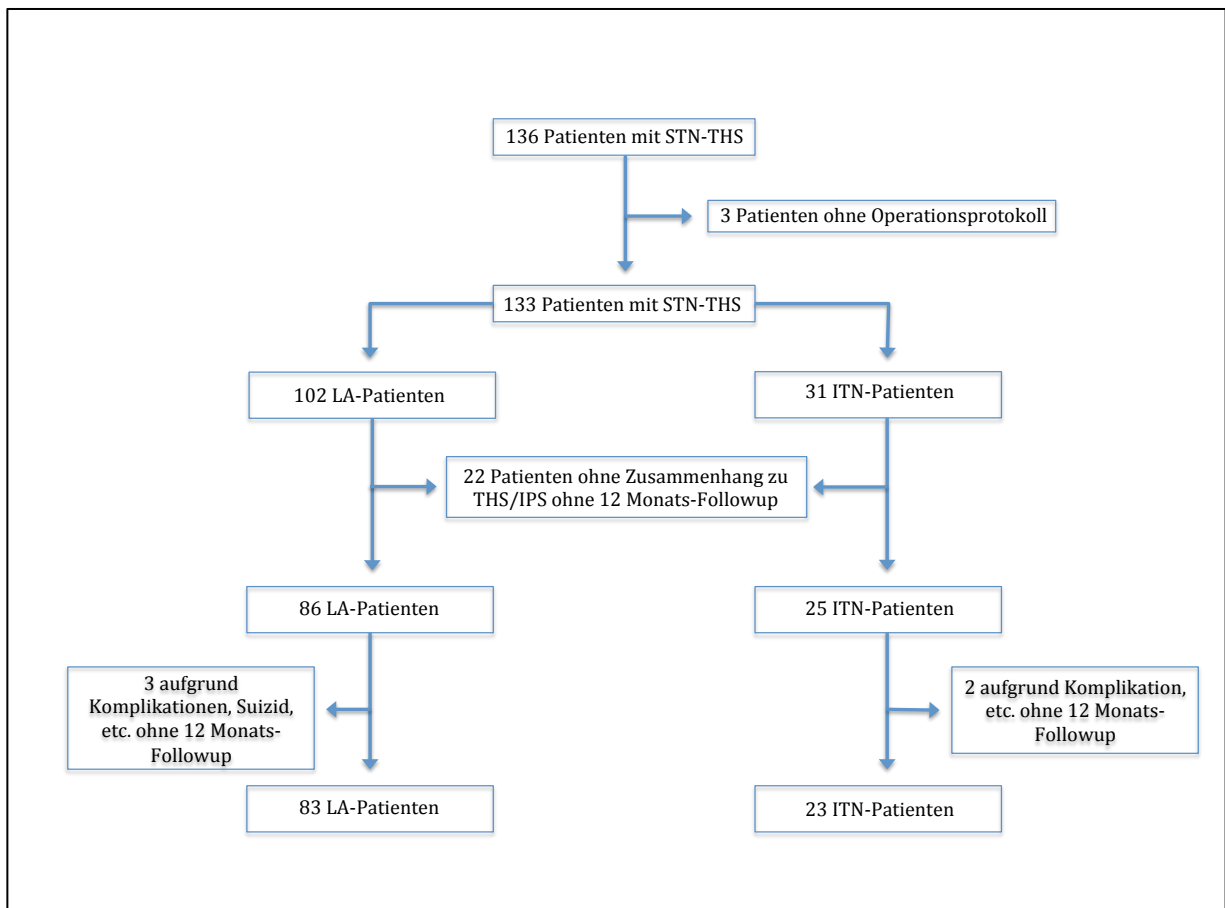 136 Patienten mit STN-THS
3 Patienten ohne Operationsprotokoll
133 Patienten mit STN-THS
102 LA-Patienten
31 ITN-Patienten
22 Patienten ohne Zusammenhang zu
THS/IPS ohne 12 Monats-Followup
86 LA-Patienten
25 ITN-Patienten
3 aufgrund
Komplikationen, Suizid,
etc. ohne 12 Monats-
Followup
2 aufgrund Komplikation,
etc. ohne 12 Monats-
Followup
83 LA-Patienten
23 ITN-Patienten